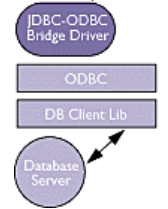 JDBC-ODBC
Bridge Driver
ODBC
DB Client Lib
Database
Server